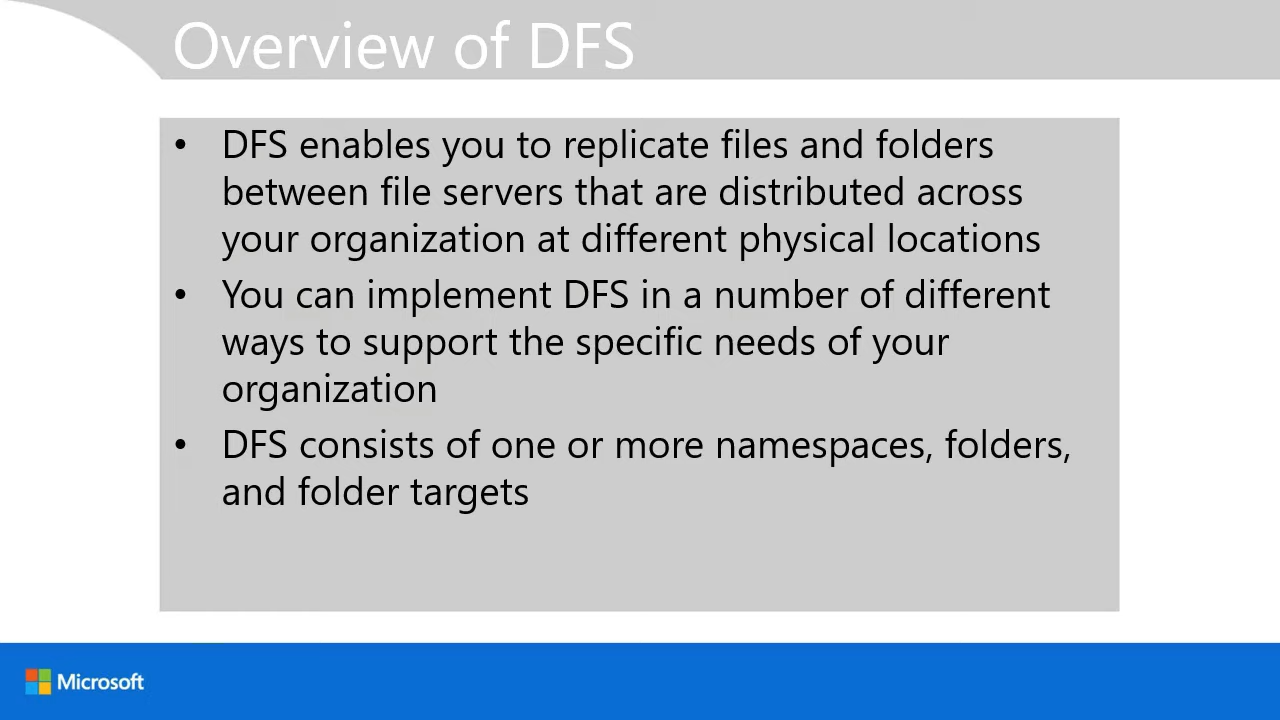 Overview of DFS
• DFS enables you to replicate files and folders
between file servers that are distributed across
your organization at different physical locations
• You can implement DFS in a number of different
ways to support the specific needs of your
organization
• DFS consists of one or more namespaces, folders,
and folder targets
Microsoft